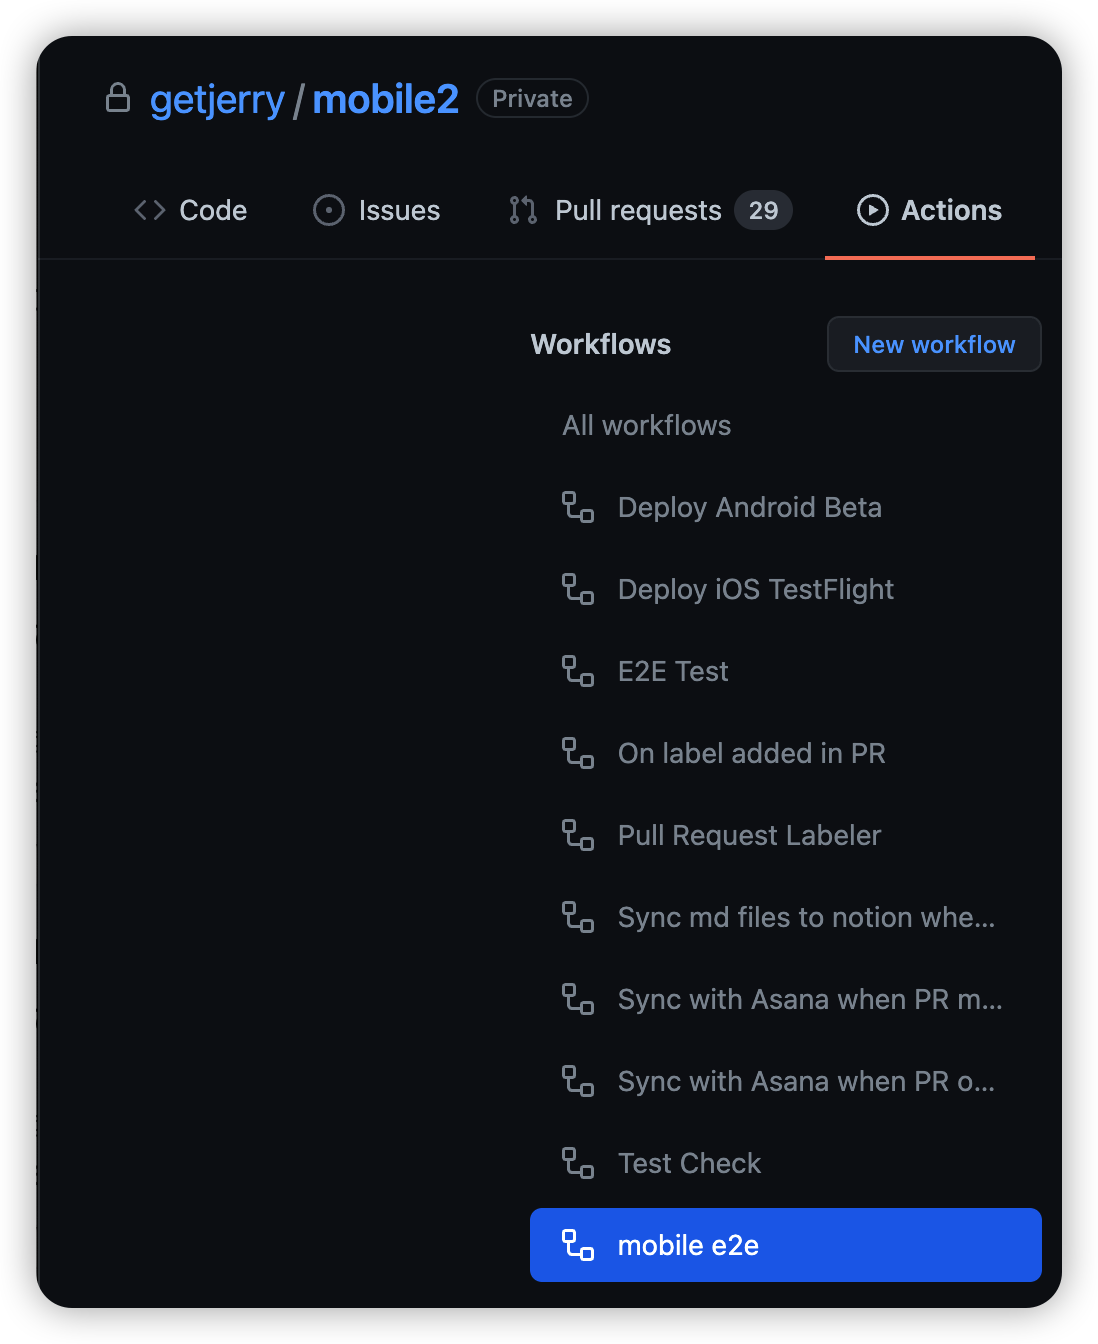 getjerry / mobile2 Private
Code Issues Pull requests 29 Actions
Workflows New workflow
All workflows
Deploy Android Beta
Deploy iOS TestFlight
E2E Test
On label added in PR
Pull Request Labeler
Sync md files to notion whe...
Sync with Asana when PR m...
Sync with Asana when PR o...
Test Check
mobile e2e